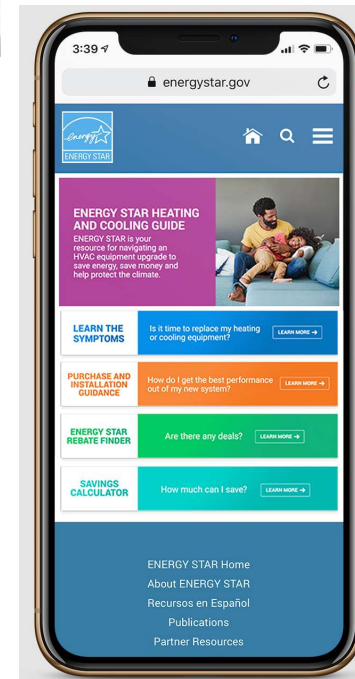 3:39
energystar.gov
energy
ENERGY STAR
ENERGY STAR HEATING
AND COOLING GUIDE
ENERGY STAR is your
resource for navigating an
HVAC equipment upgrade to
save energy, save money and
help protect the climate.
LEARN THE
SYMPTOMS
Is it time to replace my heating
or cooling equipment?
LEARN MORE →
PURCHASE AND
INSTALLATION
GUIDANCE
How do I get the best performance
out of my new system?
LEARN MORE →
ENERGY STAR
REBATE FINDER
Are there any deals?
LEARN MORE →
SAVINGS
CALCULATOR
How much can I save?
LEARN MORE →
ENERGY STAR Home
About ENERGY STAR
Recursos en Español
Publications
Partner Resources